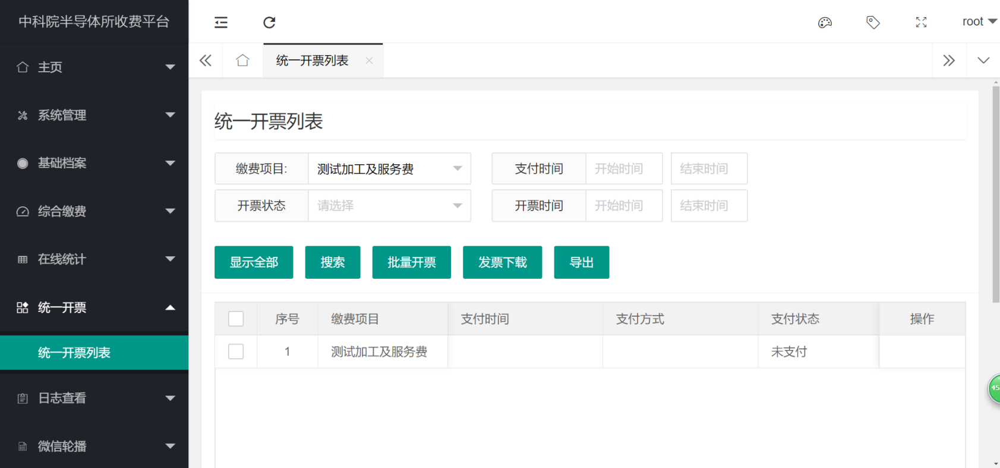 中科院半导体所收费平台
root
主页
统一开票列表
系统管理
统一开票列表
基础档案
缴费项目: 测试加工及服务费 支付时间 开始时间 结束时间
综合缴费
开票状态 请选择 开票时间 开始时间 结束时间
在线统计
显示全部 搜索 批量开票 发票下载 导出
统一开票
序号 缴费项目 支付时间 支付方式 支付状态 操作
统一开票列表
1 测试加工及服务费 未支付
日志查看
45
微信轮播